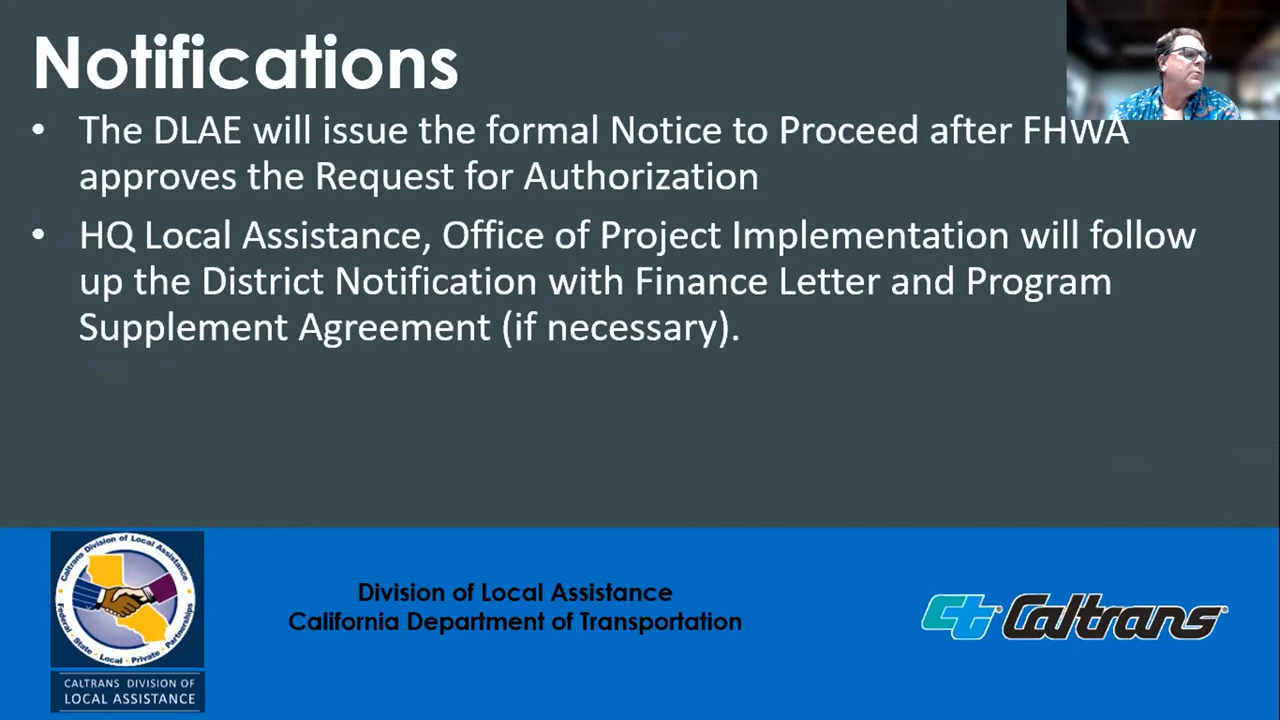 Notifications
• The DLAE will issue the formal Notice to Proceed after FHWA
approves the Request for Authorization
• HQ Local Assistance, Office of Project Implementation will follow
up the District Notification with Finance Letter and Program
Supplement Agreement (if necessary).
Caltrans Division of Local Assistance
Federal • State • Local • Private • Partnerships
CALTRANS DIVISION OF
LOCAL ASSISTANCE
Division of Local Assistance
California Department of Transportation
ct Caltrans